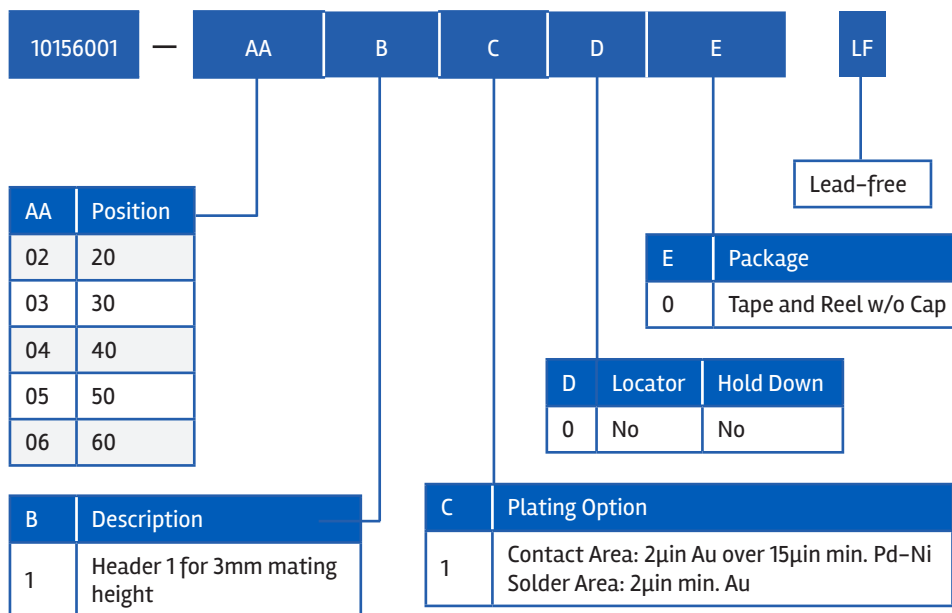 10156001 — AA B C D E LF
Lead-free
AA Position
02 20
03 30
04 40
05 50
06 60
E Package
0 Tape and Reel w/o Cap
D Locator Hold Down
0 No No
B Description
1 Header 1 for 3mm mating
height
C Plating Option
1 Contact Area: 2µin Au over 15µin min. Pd-Ni
Solder Area: 2µin min. Au